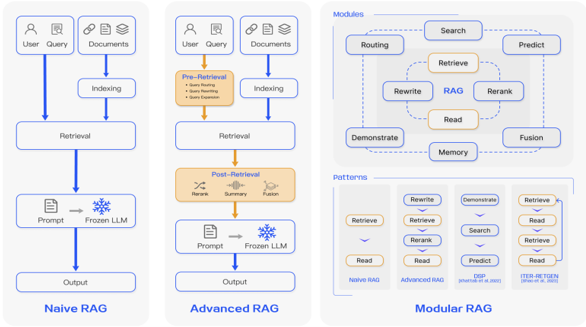 User
Query
Documents
Indexing
Retrieval
Prompt
Frozen LLM
Output
Naive RAG
User
Query
Documents
Pre-Retrieval
• Query Routing
• Query Rewriting
• Query Expansion
Indexing
Retrieval
Post-Retrieval
Rerank
Summary
Fusion
Prompt
Frozen LLM
Output
Advanced RAG
Modules
Search
Routing
Predict
Retrieve
Rewrite
RAG
Rerank
Read
Demonstrate
Fusion
Memory
Patterns
Retrieve
Read
Naive RAG
Rewrite
Retrieve
Rerank
Read
Advanced RAG
Demonstrate
Search
Predict
DSP
Retrieve
Read
Retrieve
Read
ITER-RETGEN
Modular RAG